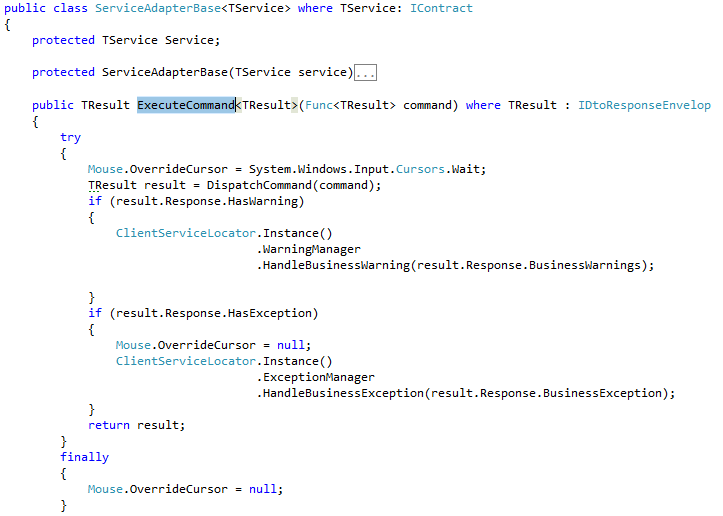 public class ServiceAdapterBase<TService> where TService: IContract
{
    protected TService Service;

    protected ServiceAdapterBase(TService service)...

    public TResult ExecuteCommand<TResult>(Func<TResult> command) where TResult : IDtoResponseEnvelop
    {
        try
        {
            Mouse.OverrideCursor = System.Windows.Input.Cursors.Wait;
            TResult result = DispatchCommand(command);
            if (result.Response.HasWarning)
            {
                ClientServiceLocator.Instance()
                                    .WarningManager
                                    .HandleBusinessWarning(result.Response.BusinessWarnings);

            }
            if (result.Response.HasException)
            {
                Mouse.OverrideCursor = null;
                ClientServiceLocator.Instance()
                                    .ExceptionManager
                                    .HandleBusinessException(result.Response.BusinessException);
            }
            return result;
        }
        finally
        {
            Mouse.OverrideCursor = null;
        }